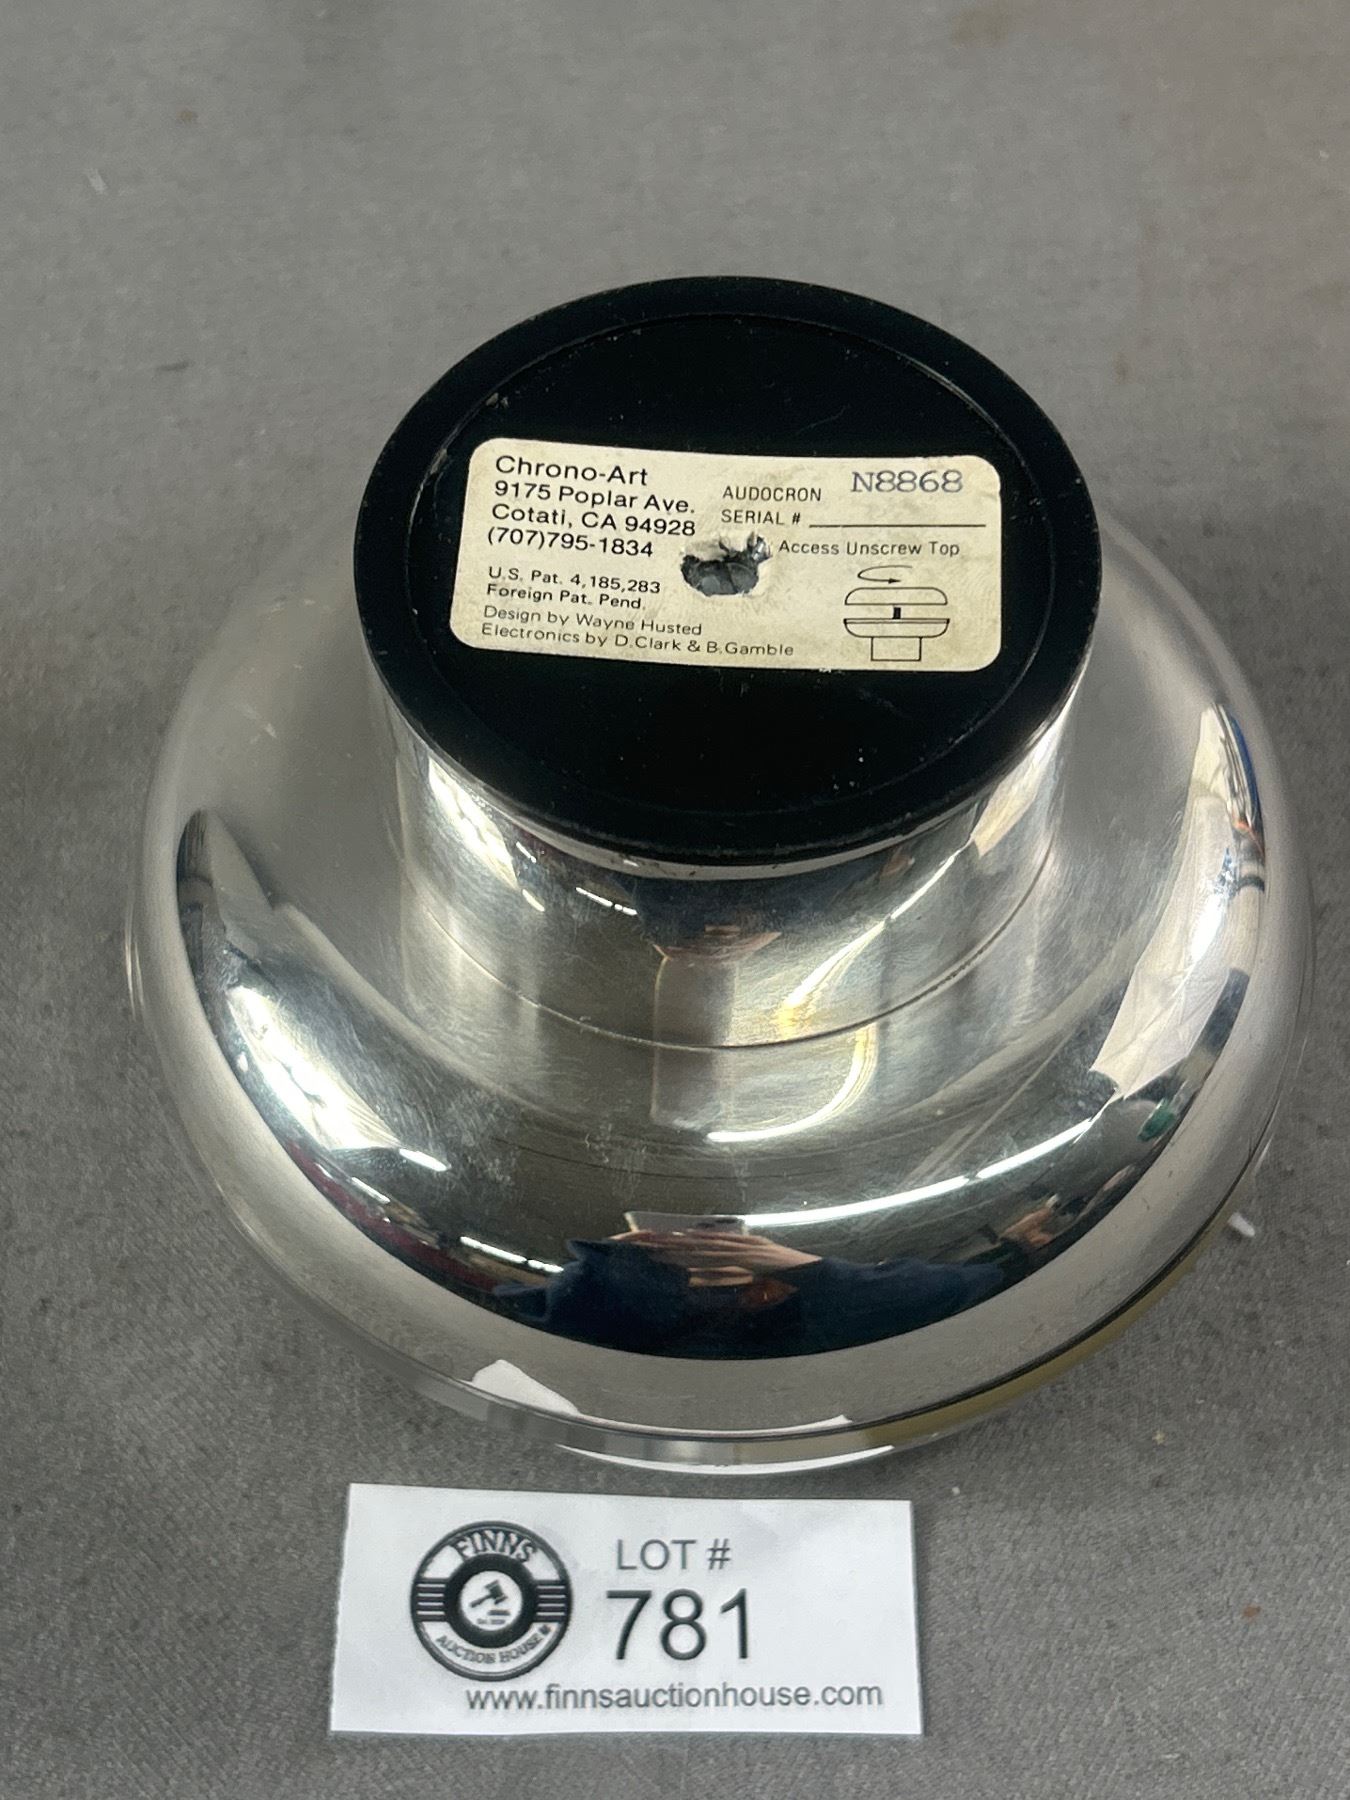 Chrono-Art
9175 Poplar Ave.
Cotati, CA 94928
(707)795-1834
U.S. Pat. 4,185,283
Foreign Pat. Pend.
Design by Wayne Husted
Electronics by D.Clark & B.Gamble
AUDOCRON N8868
SERIAL #
Access Unscrew Top
FINNS
AUCTION HOUSE
LOT #
781
www.finnsauctionhouse.com